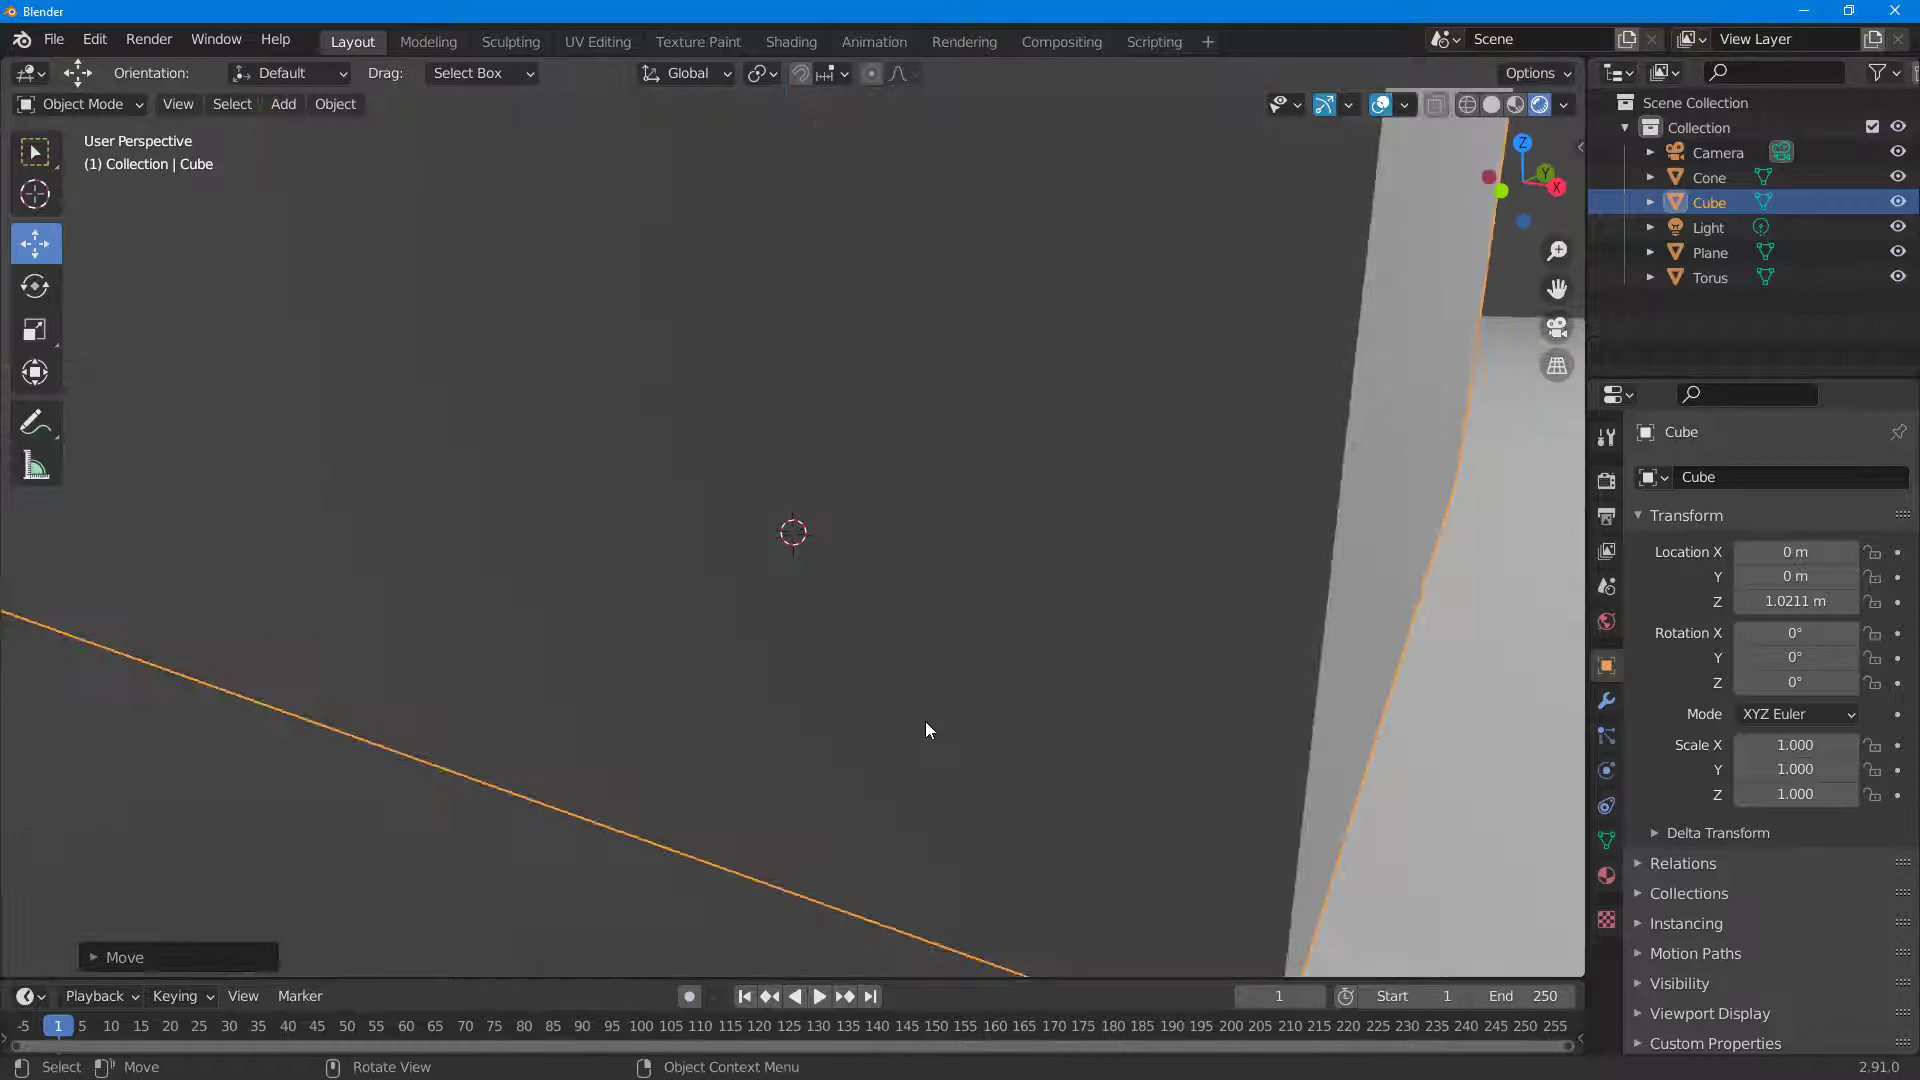 Blender
File Edit Render Window Help Layout Modeling Sculpting UV Editing Texture Paint Shading Animation Rendering Compositing Scripting Scene View Layer
Orientation: Default Drag: Select Box Global Options
Object Mode View Select Add Object
User Perspective
(1) Collection | Cube
Z
Y
X
Scene Collection
Collection
Camera
Cone
Cube
Light
Plane
Torus
Cube
Cube
Transform
Location X 0 m
Y 0 m
Z 1.0211 m
Rotation X 0°
Y 0°
Z 0°
Mode XYZ Euler
Scale X 1.000
Y 1.000
Z 1.000
Delta Transform
Relations
Collections
Instancing
Motion Paths
Visibility
Viewport Display
Custom Properties
Move
Playback Keying View Marker 1 Start 1 End 250
-5 1 5 10 15 20 25 30 35 40 45 50 55 60 65 70 75 80 85 90 95 100 105 110 115 120 125 130 135 140 145 150 155 160 165 170 175 180 185 190 195 200 205 210 215 220 225 230 235 240 245 250 255
Select Move Rotate View Object Context Menu 2.91.0